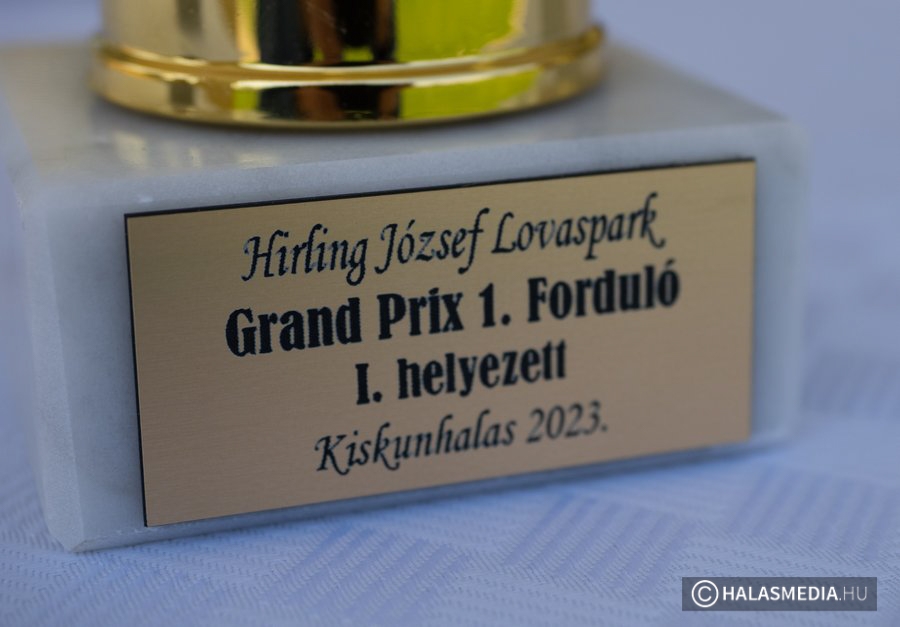 Hirling József Lovaspark
Grand Prix 1. Forduló
I. helyezett
Kiskunhalas 2023.
© HALASMEDIA.HU